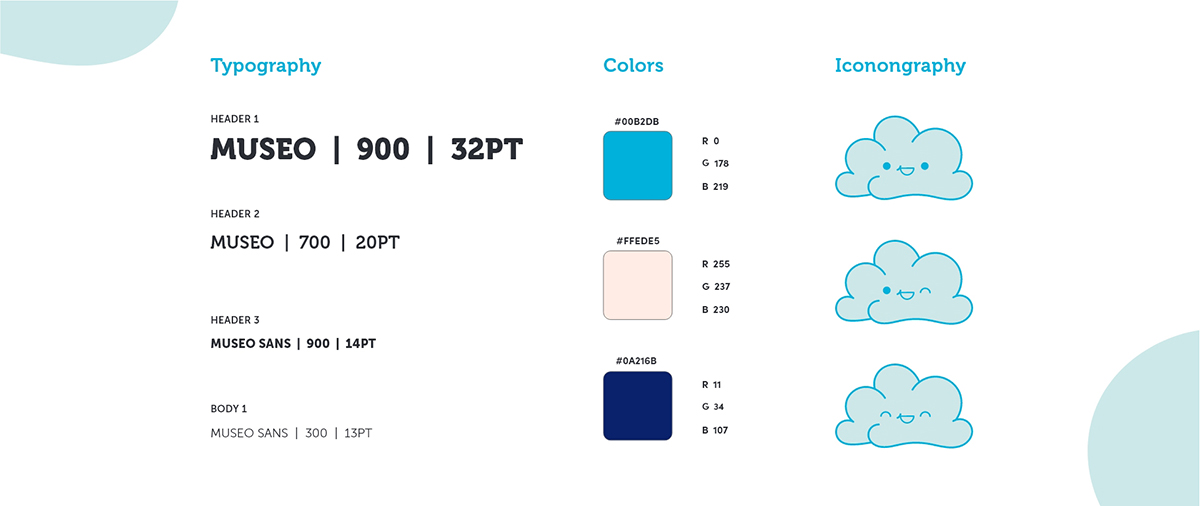 Typography
HEADER 1
MUSEO | 900 | 32PT
HEADER 2
MUSEO | 700 | 20PT
HEADER 3
MUSEO SANS | 900 | 14PT
BODY 1
MUSEO SANS | 300 | 13PT
Colors
#00B2DB
R 0
G 178
B 219
#FFEDE5
R 255
G 237
B 230
#0A216B
R 11
G 34
B 107
Iconongraphy